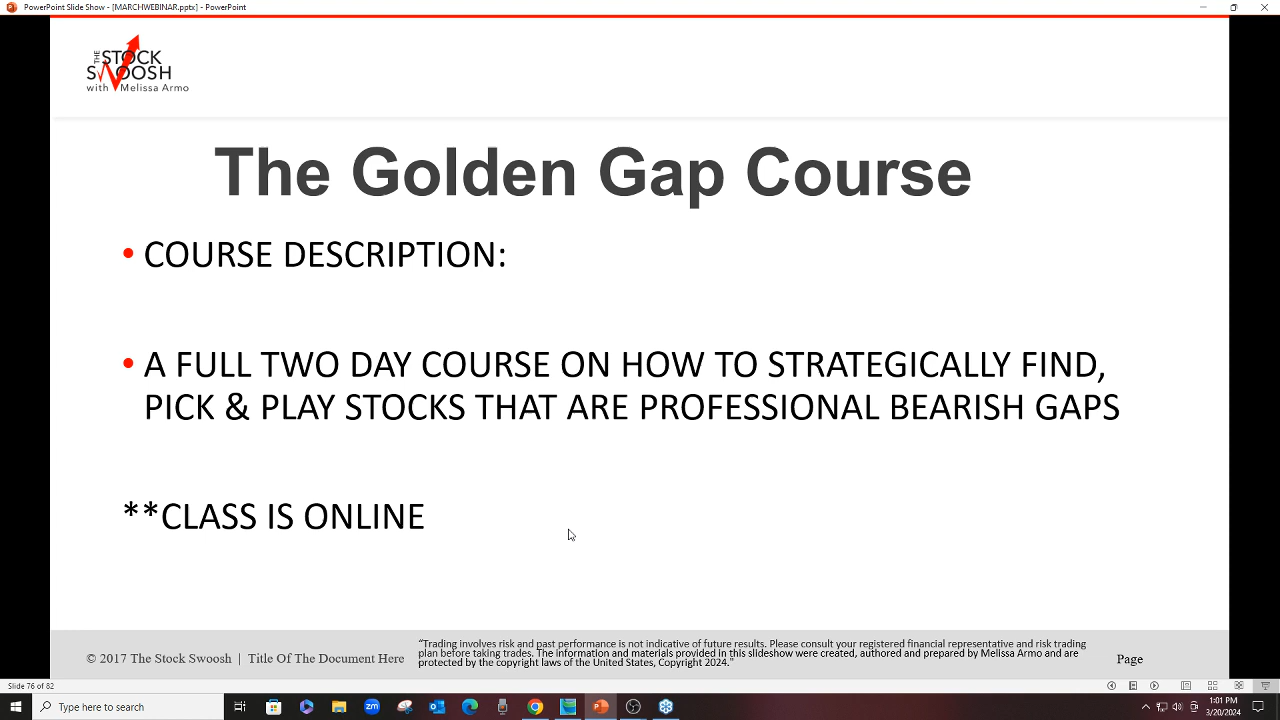 PowerPoint Slide Show - [MARCHWEBINAR.pptx] - PowerPoint
THE STOCK
SWOOSH
with Melissa Armo
The Golden Gap Course
• COURSE DESCRIPTION:
• A FULL TWO DAY COURSE ON HOW TO STRATEGICALLY FIND,
PICK & PLAY STOCKS THAT ARE PROFESSIONAL BEARISH GAPS
**CLASS IS ONLINE
© 2017 The Stock Swoosh | Title Of The Document Here
“Trading involves risk and past performance is not indicative of future results. Please consult your registered financial representative and risk trading
plan before taking trades. The information and materials provided in this slideshow were created, authored and prepared by Melissa Armo and are
protected by the copyright laws of the United States, Copyright 2024.”
Page
Slide 76 of 82
Type here to search
1:01 PM
3/20/2024